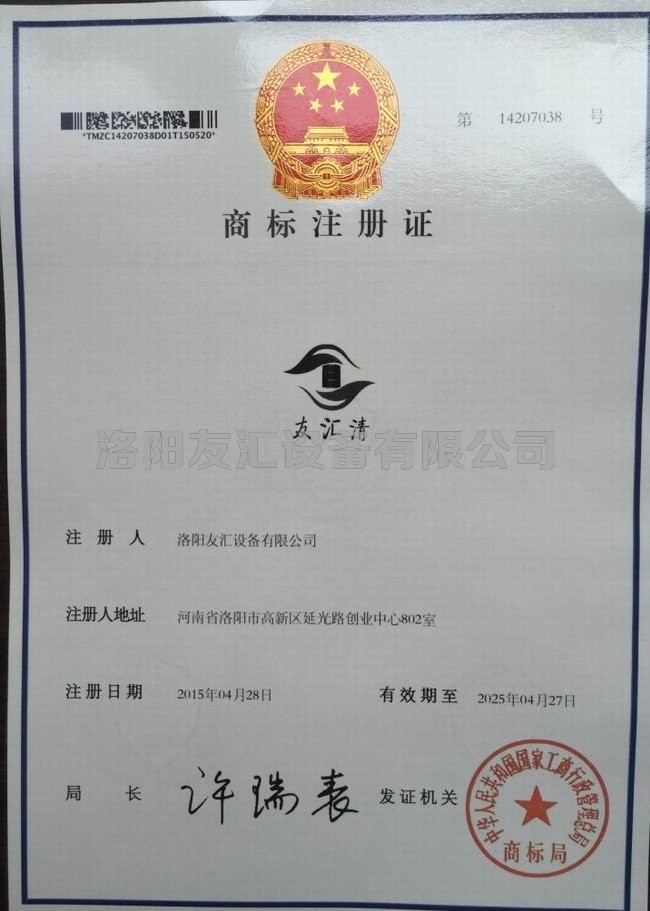 *TMZC14207038D01T150520*
第 14207038 号
商标注册证
友汇清
洛阳友汇设备有限公司
注册人 洛阳友汇设备有限公司
注册人地址 河南省洛阳市高新区延光路创业中心802室
注册日期 2015年04月28日 有效期至 2025年04月27日
局长 许瑞表 发证机关
中华人民共和国国家工商行政管理总局
商标局